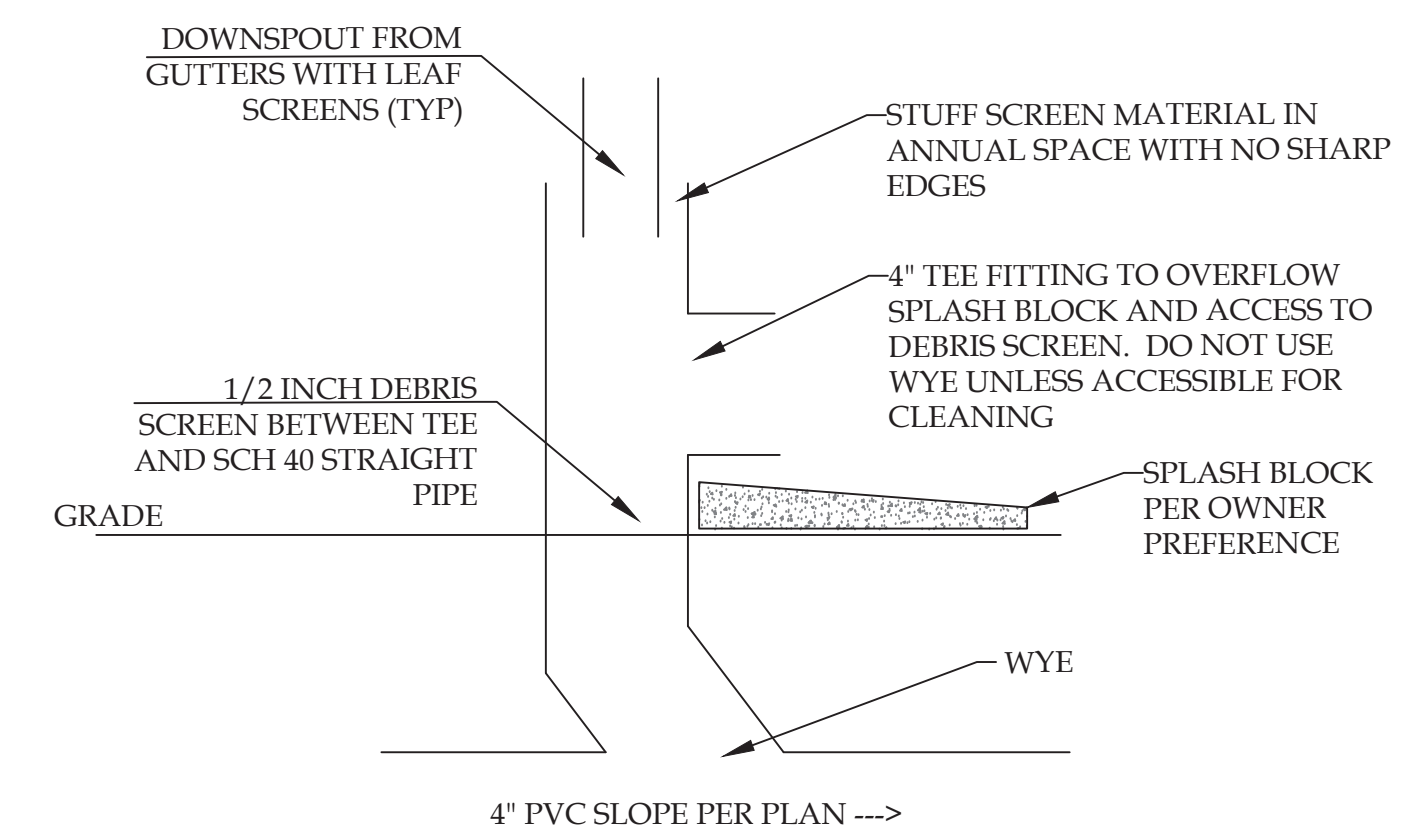 DOWNSPOUT FROM
GUTTERS WITH LEAF
SCREENS (TYP)
STUFF SCREEN MATERIAL IN
ANNUAL SPACE WITH NO SHARP
EDGES
4" TEE FITTING TO OVERFLOW
SPLASH BLOCK AND ACCESS TO
DEBRIS SCREEN.  DO NOT USE
WYE UNLESS ACCESSIBLE FOR
CLEANING
1/2 INCH DEBRIS
SCREEN BETWEEN TEE
AND SCH 40 STRAIGHT
PIPE
SPLASH BLOCK
PER OWNER
PREFERENCE
GRADE
WYE
4" PVC SLOPE PER PLAN --->